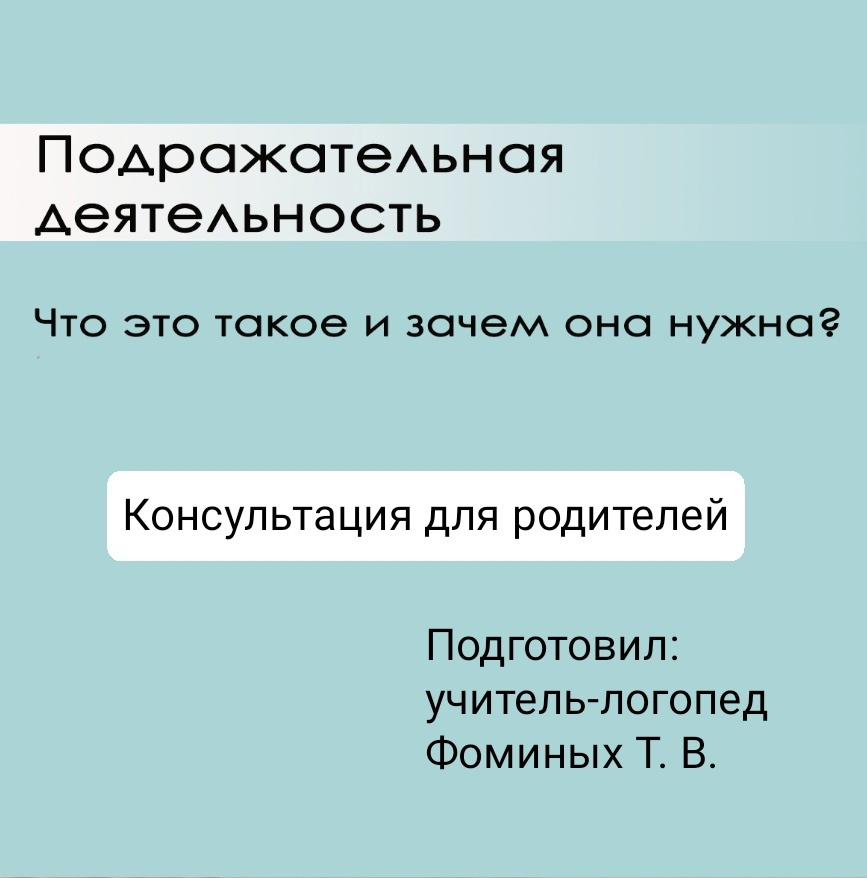 Подражательная
деятельность
Что это такое и зачем она нужна?
Консультация для родителей
Подготовил:
учитель-логопед
Фоминых Т. В.